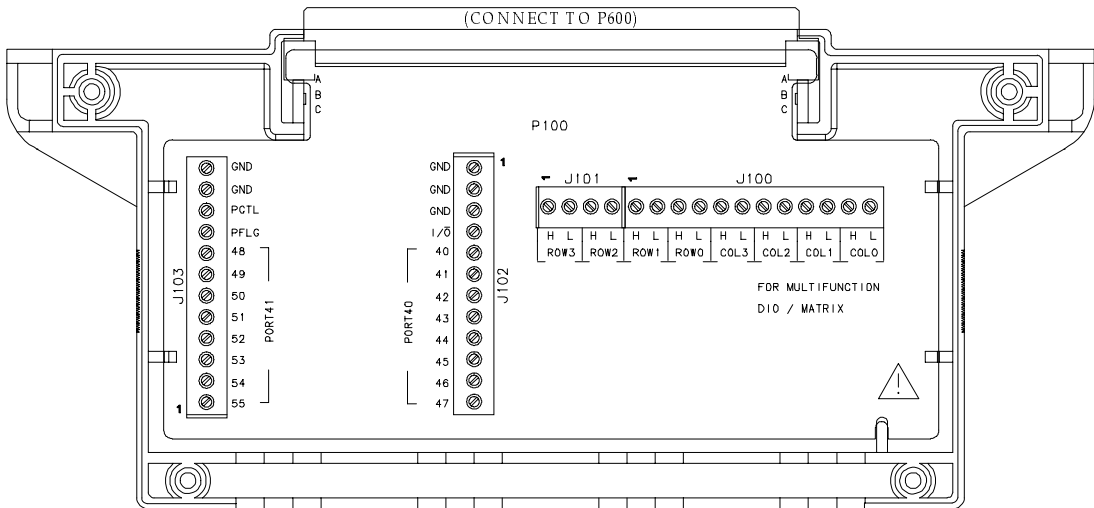 (CONNECT TO P600)
A A
B B
C C
P100
GND
GND
PCTL
PFLG
48
49
50
51
52
53
54
55
1
J103
PORT41
1
GND
GND
GND
I/O̅
40
41
42
43
44
45
46
47
J102
PORT40
1 J101 1 J100
H L H L H L H L H L H L H L H L
ROW3 ROW2 ROW1 ROW0 COL3 COL2 COL1 COL0
FOR MULTIFUNCTION
DIO / MATRIX
!